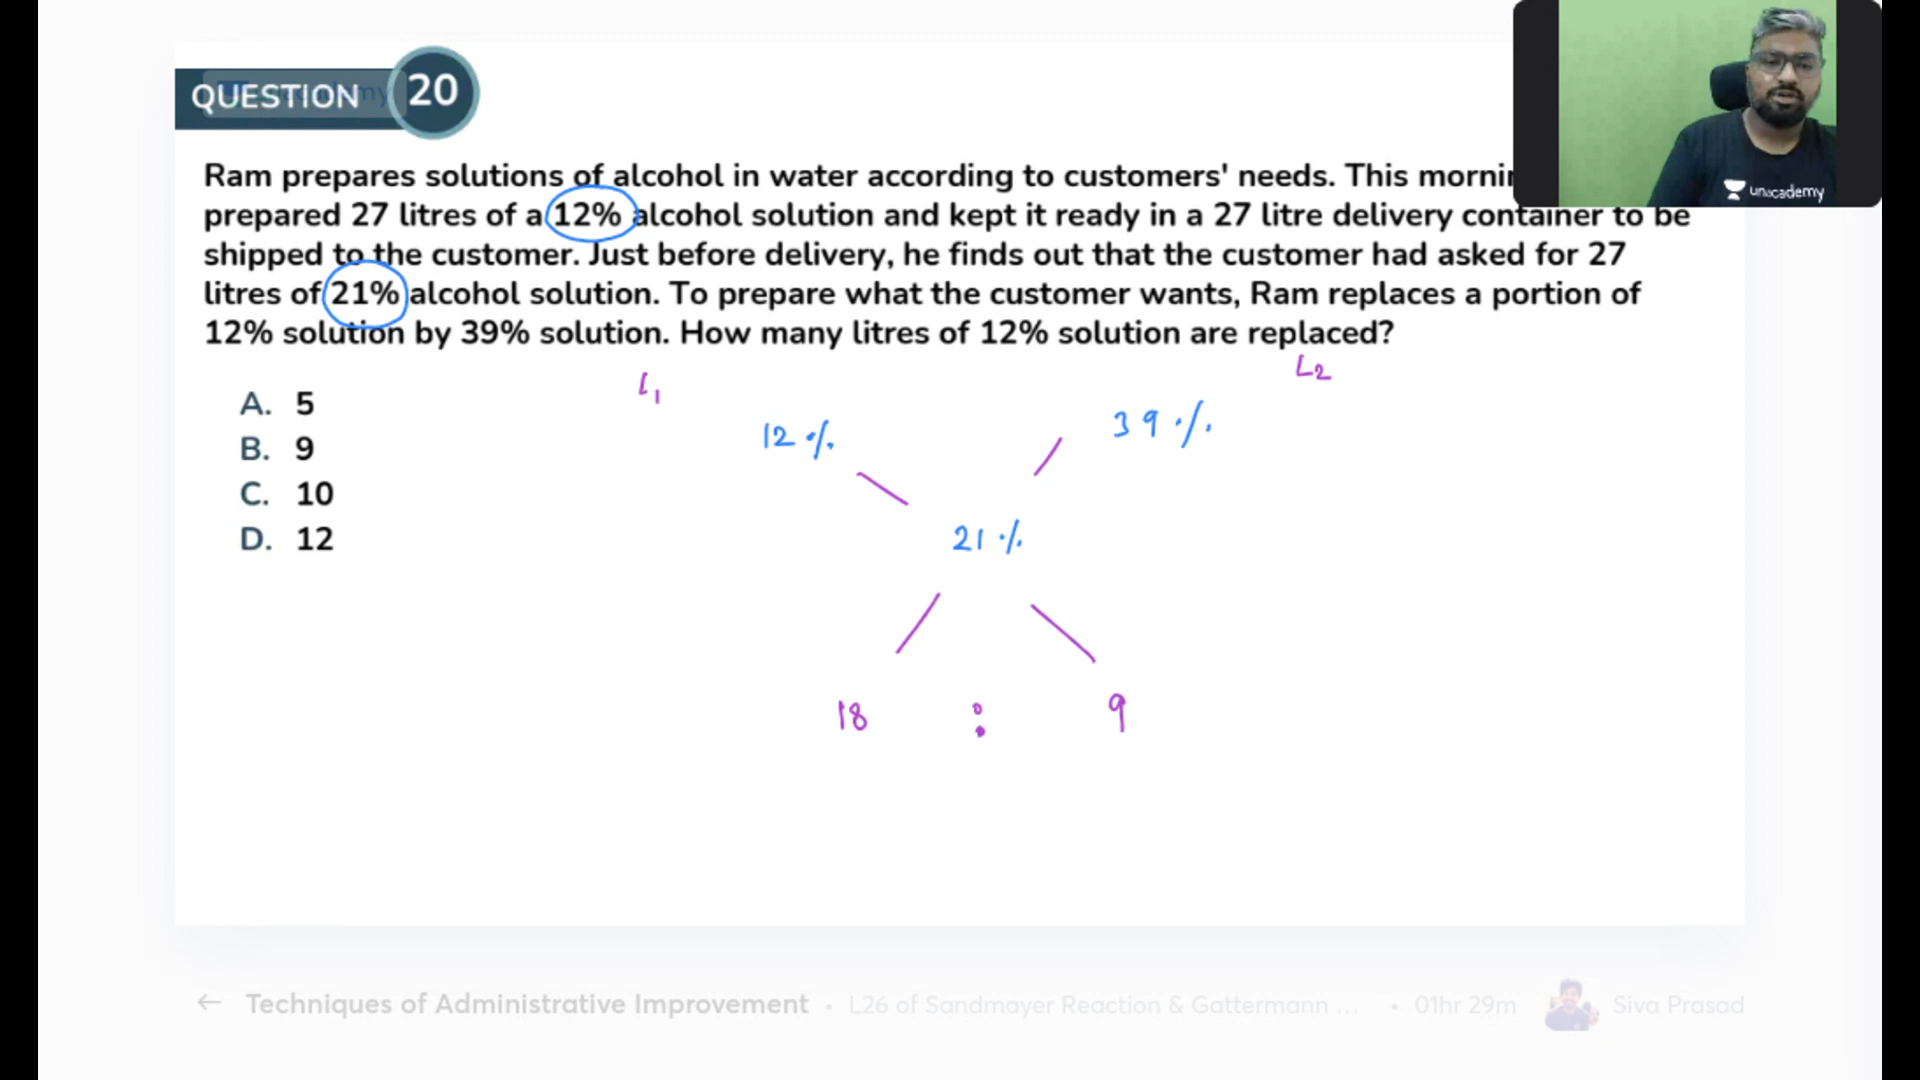 QUESTION 20
Ram prepares solutions of alcohol in water according to customers' needs. This mornin
prepared 27 litres of a 12% alcohol solution and kept it ready in a 27 litre delivery container to be
shipped to the customer. Just before delivery, he finds out that the customer had asked for 27
litres of 21% alcohol solution. To prepare what the customer wants, Ram replaces a portion of
12% solution by 39% solution. How many litres of 12% solution are replaced?
A. 5
B. 9
C. 10
D. 12
L1
L2
12 %
39 %
21 %
18 : 9
unacademy
← Techniques of Administrative Improvement • L26 of Sandmayer Reaction & Gattermann ... • 01hr 29m Siva Prasad